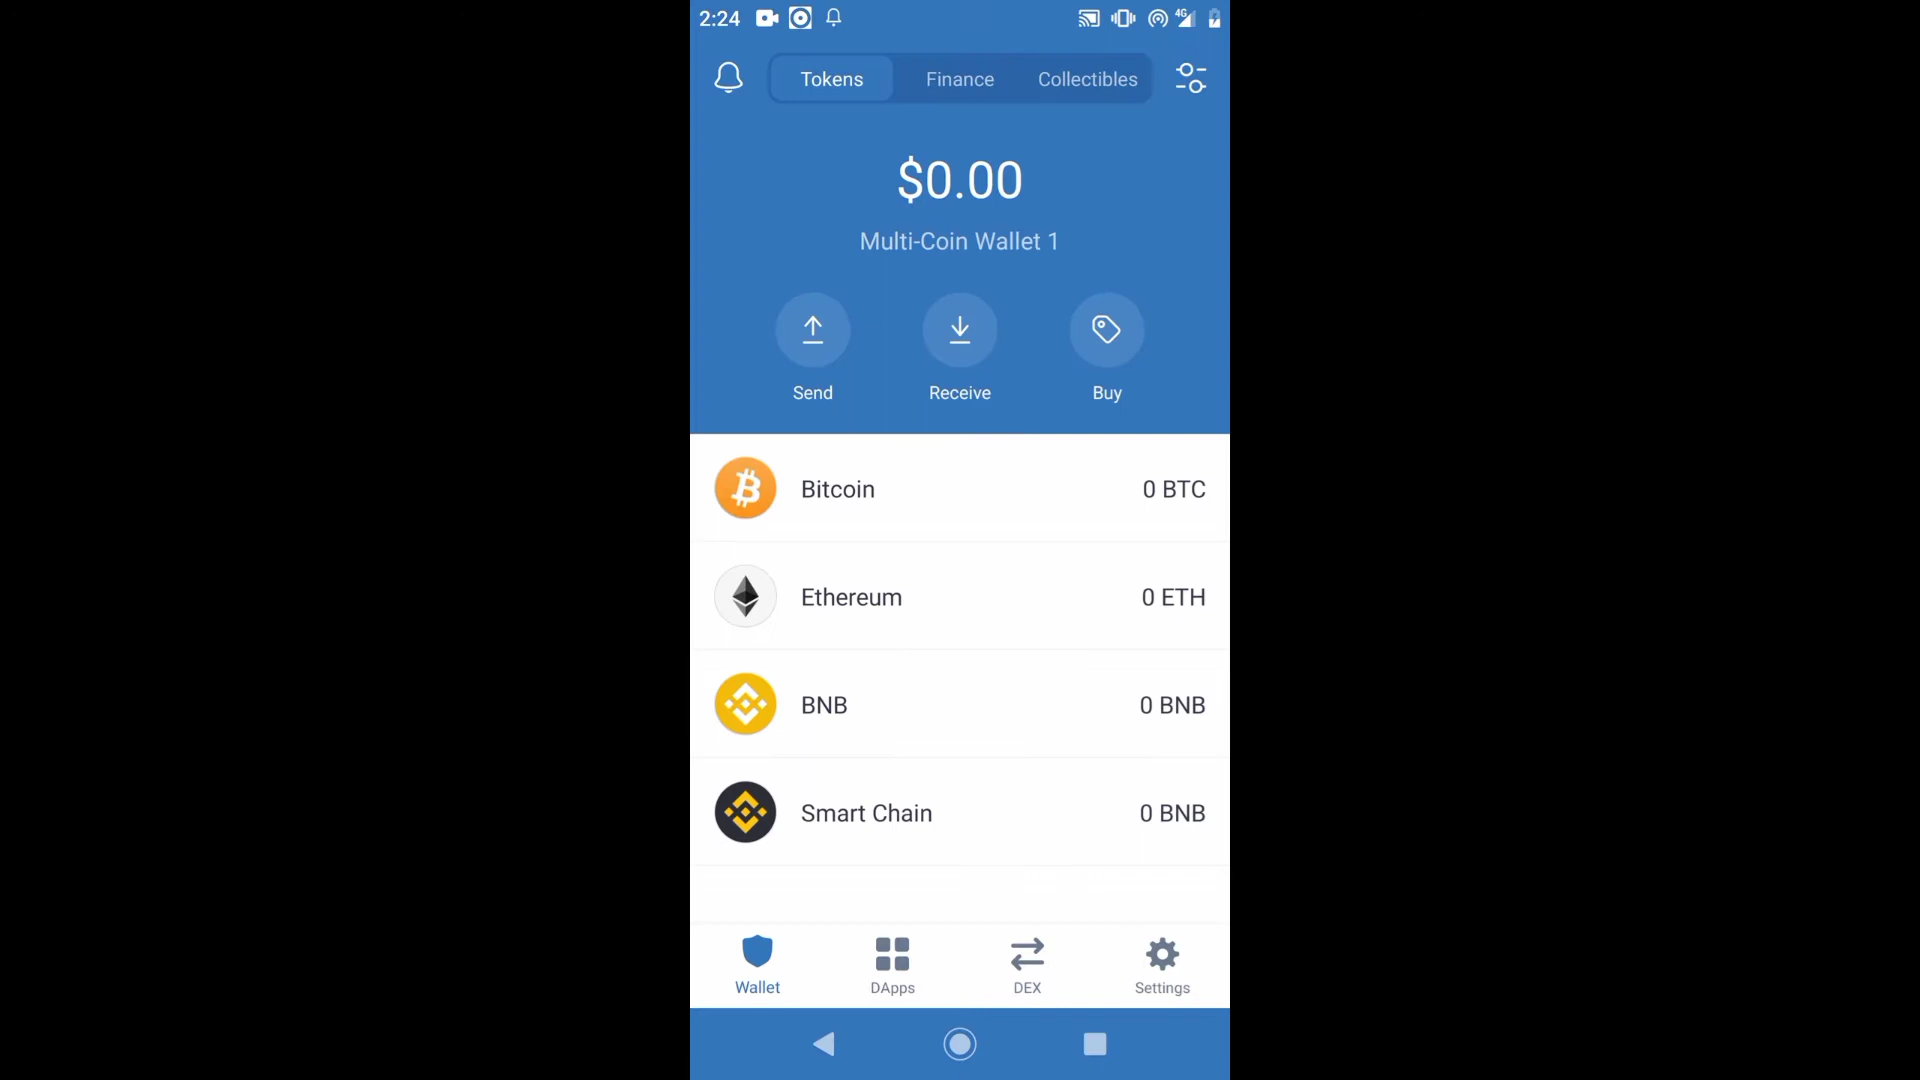 2:24 4G
Tokens Finance Collectibles
$0.00
Multi-Coin Wallet 1
Send Receive Buy
Bitcoin 0 BTC
Ethereum 0 ETH
BNB 0 BNB
Smart Chain 0 BNB
Wallet DApps DEX Settings